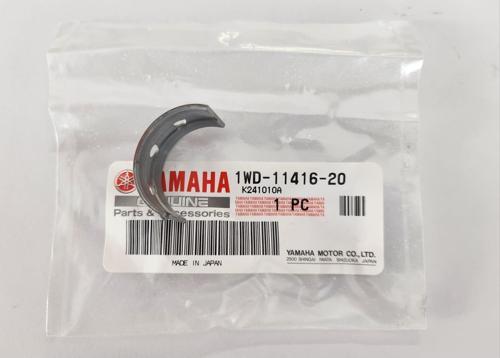 YAMAHA
GENUINE
Parts & Accessories
1WD-11416-20
K241010A
1 PC
YAMAHA MOTOR CO., LTD.
2500 SHINGAI IWATA SHIZUOKA JAPAN
MADE IN JAPAN